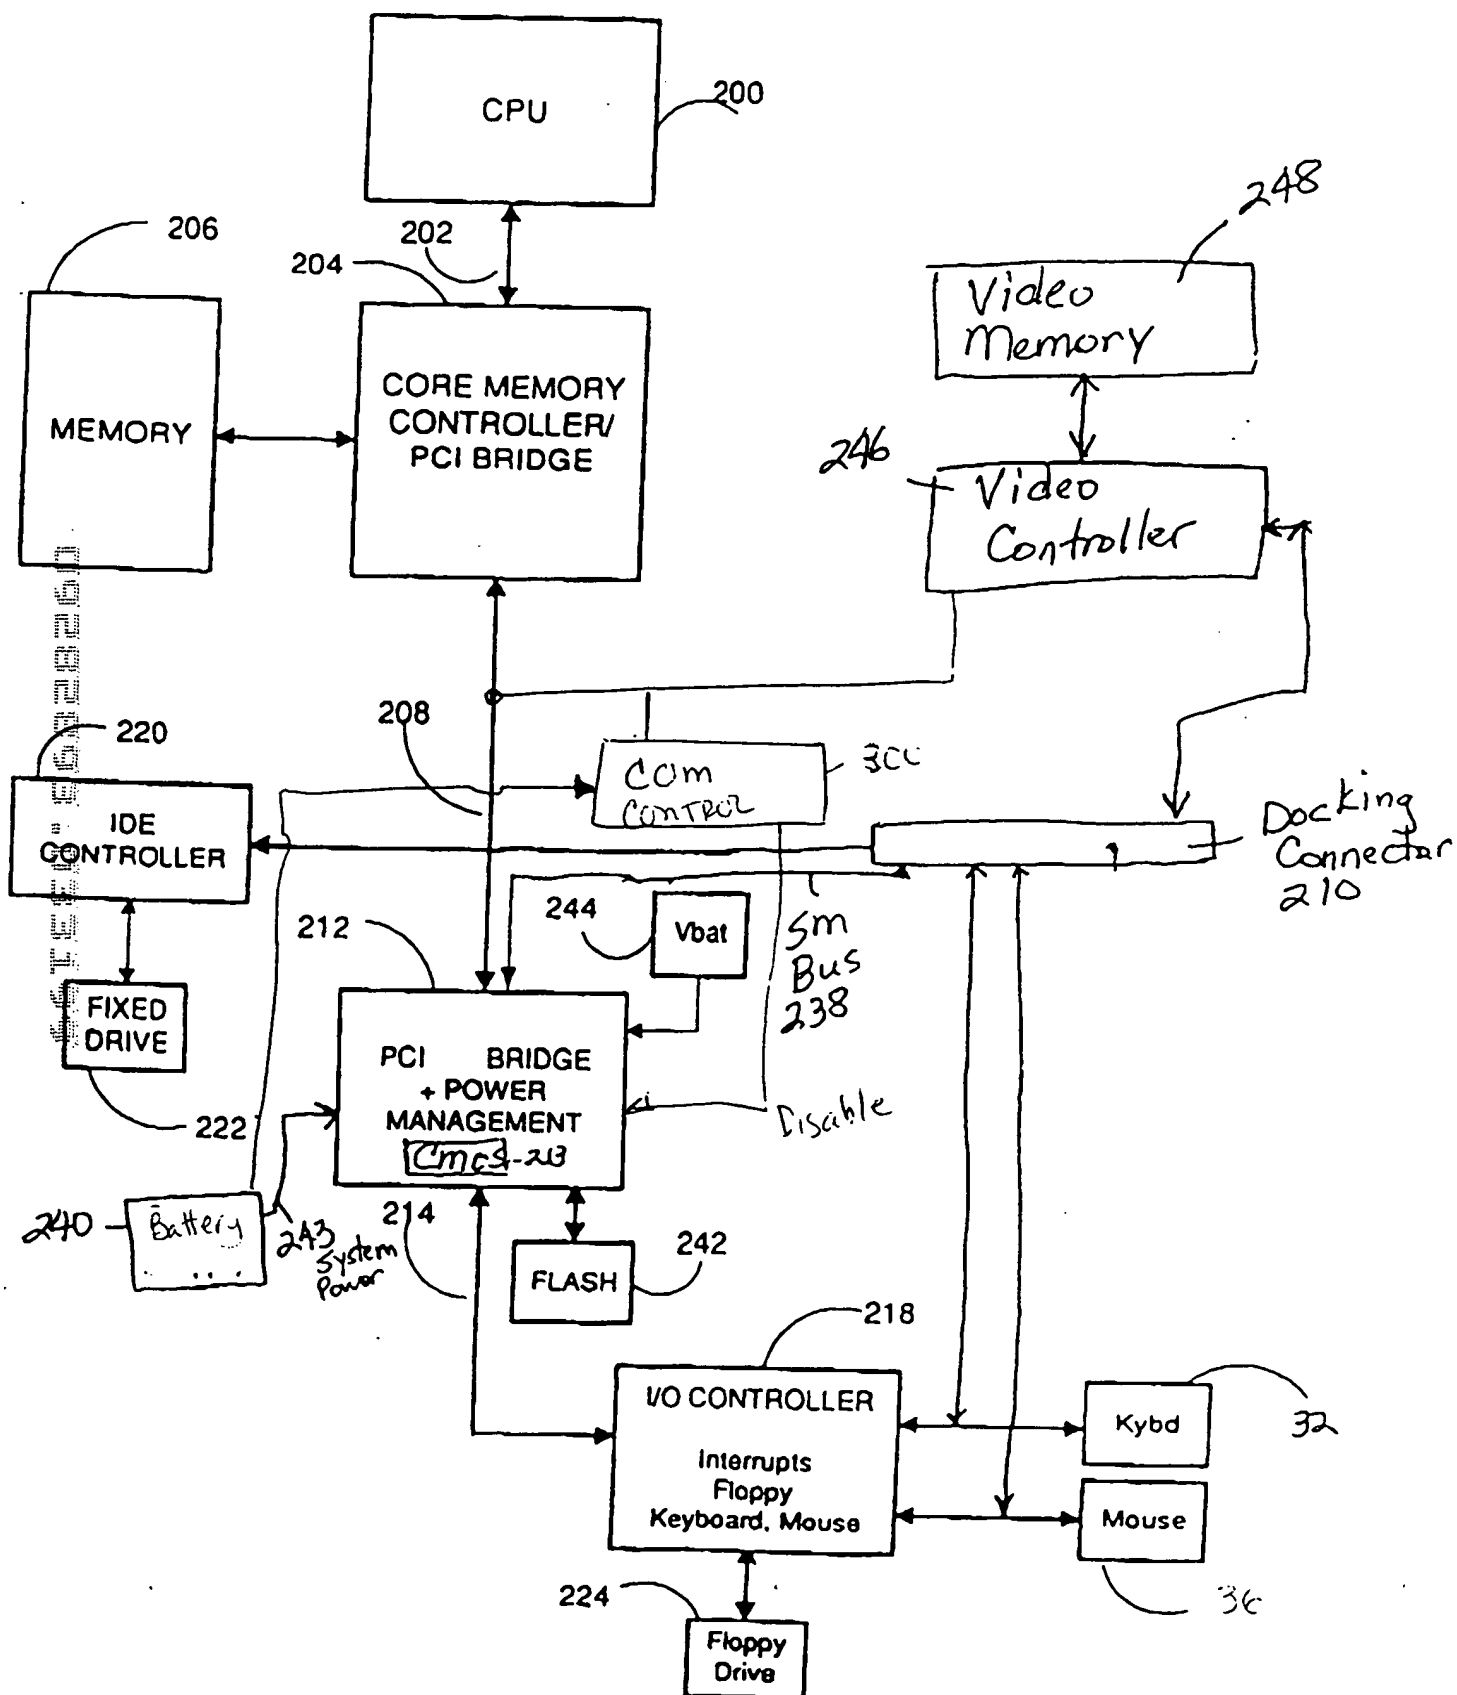 CPU
200
202
204
206
MEMORY
CORE MEMORY
CONTROLLER/
PCI BRIDGE
248
Video
Memory
246
Video
Controller
208
220
IDE
CONTROLLER
COM
CONTROL
Docking
Connector
210
FIXED
DRIVE
222
212
244
Vbat
SM
Bus
238
PCI BRIDGE
+ POWER
MANAGEMENT
Cmos-213
Disable
240
Battery
243
System
Power
214
FLASH
242
218
I/O CONTROLLER
Interrupts
Floppy
Keyboard, Mouse
Kybd
32
Mouse
224
Floppy
Drive